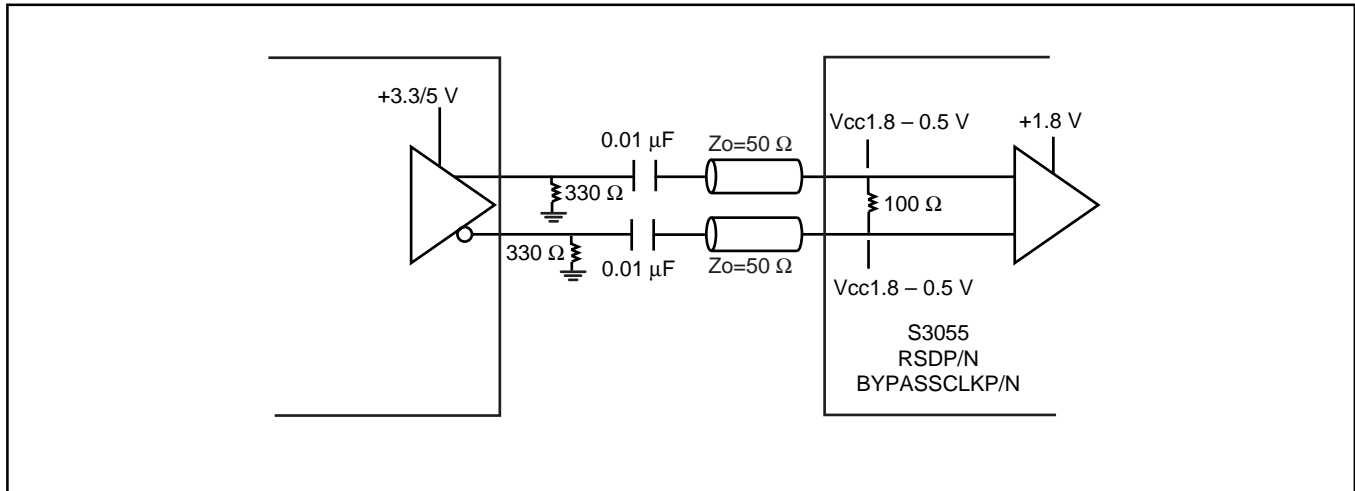 +3.3/5 V
0.01 μF
Zo=50 Ω
Vcc1.8 – 0.5 V
+1.8 V
330 Ω
100 Ω
330 Ω
0.01 μF
Zo=50 Ω
Vcc1.8 – 0.5 V
S3055
RSDP/N
BYPASSCLKP/N